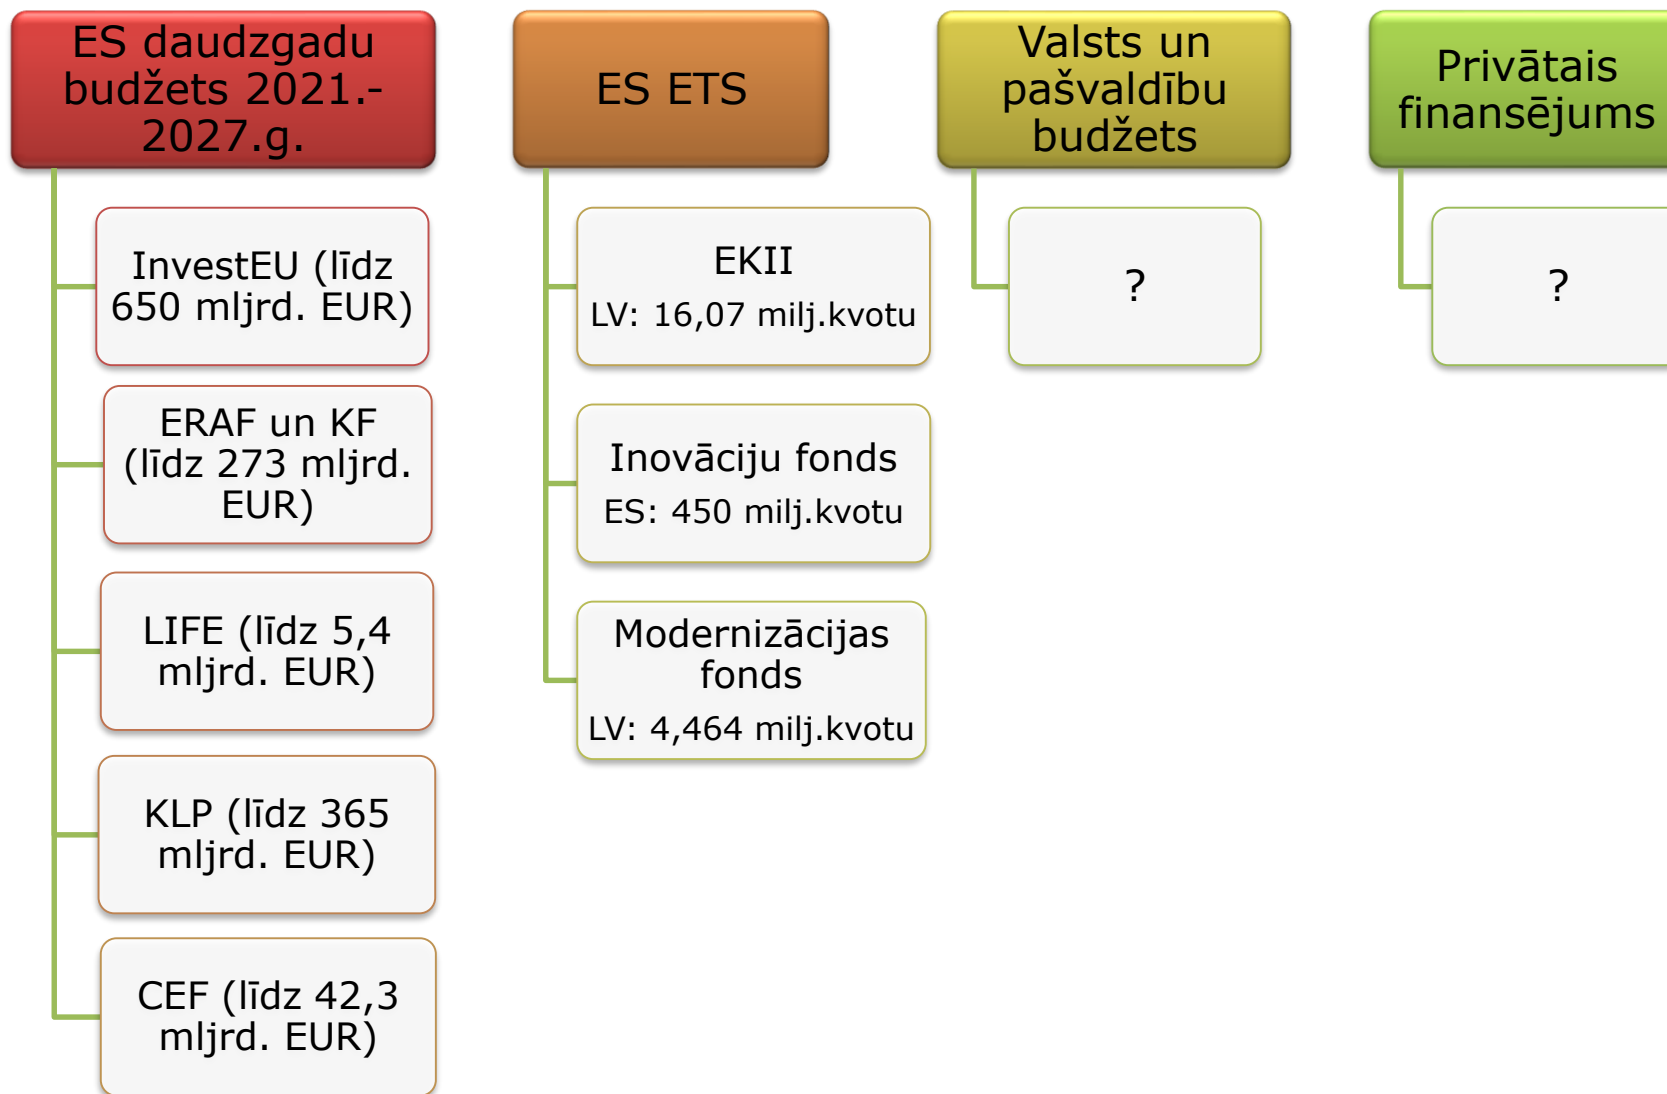 ES daudzgadu
budžets 2021.-
2027.g.
InvestEU (līdz
650 mljrd. EUR)
ERAF un KF
(līdz 273 mljrd.
EUR)
LIFE (līdz 5,4
mljrd. EUR)
KLP (līdz 365
mljrd. EUR)
CEF (līdz 42,3
mljrd. EUR)
ES ETS
EKII
LV: 16,07 milj.kvotu
Inovāciju fonds
ES: 450 milj.kvotu
Modernizācijas
fonds
LV: 4,464 milj.kvotu
Valsts un
pašvaldību
budžets
?
Privātais
finansējums
?